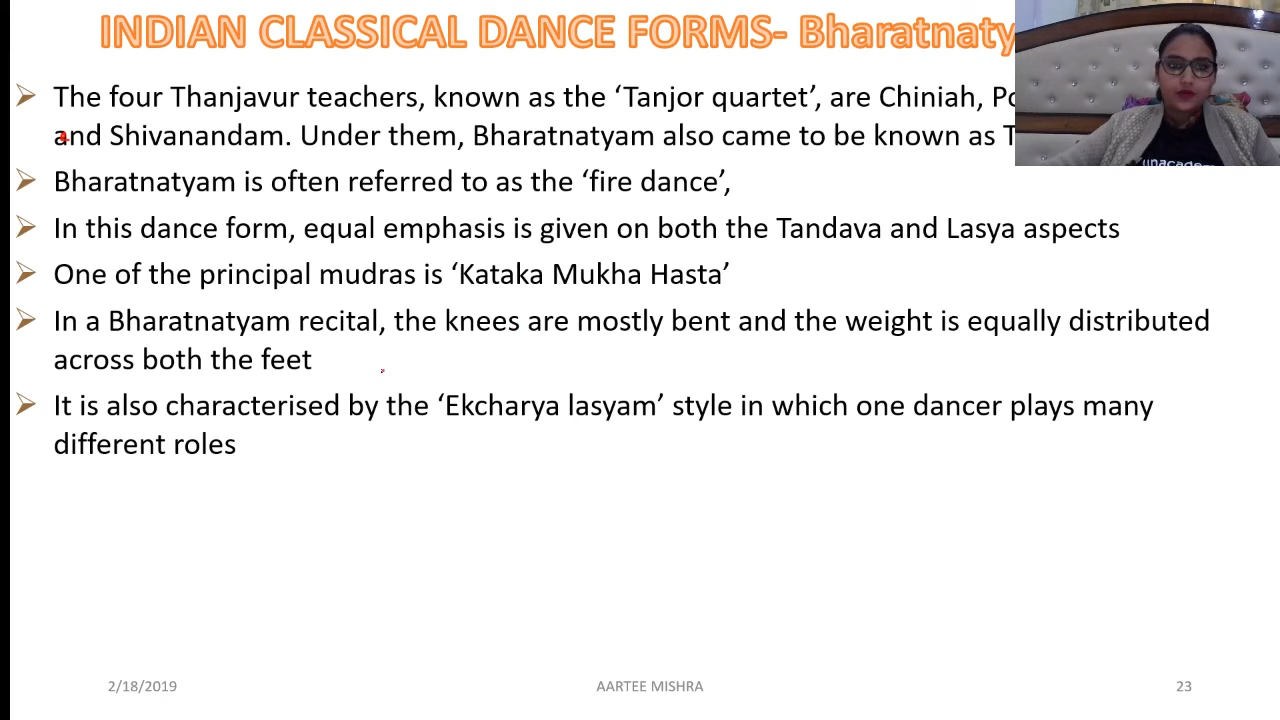 INDIAN CLASSICAL DANCE FORMS- Bharatnaty
The four Thanjavur teachers, known as the ‘Tanjor quartet’, are Chiniah,
and Shivanandam. Under them, Bharatnatyam also came to be known as
Bharatnatyam is often referred to as the ‘fire dance’,
In this dance form, equal emphasis is given on both the Tandava and Lasya aspects
One of the principal mudras is ‘Kataka Mukha Hasta’
In a Bharatnatyam recital, the knees are mostly bent and the weight is equally distributed
across both the feet
It is also characterised by the ‘Ekcharya lasyam’ style in which one dancer plays many
different roles
2/18/2019
AARTEE MISHRA
23